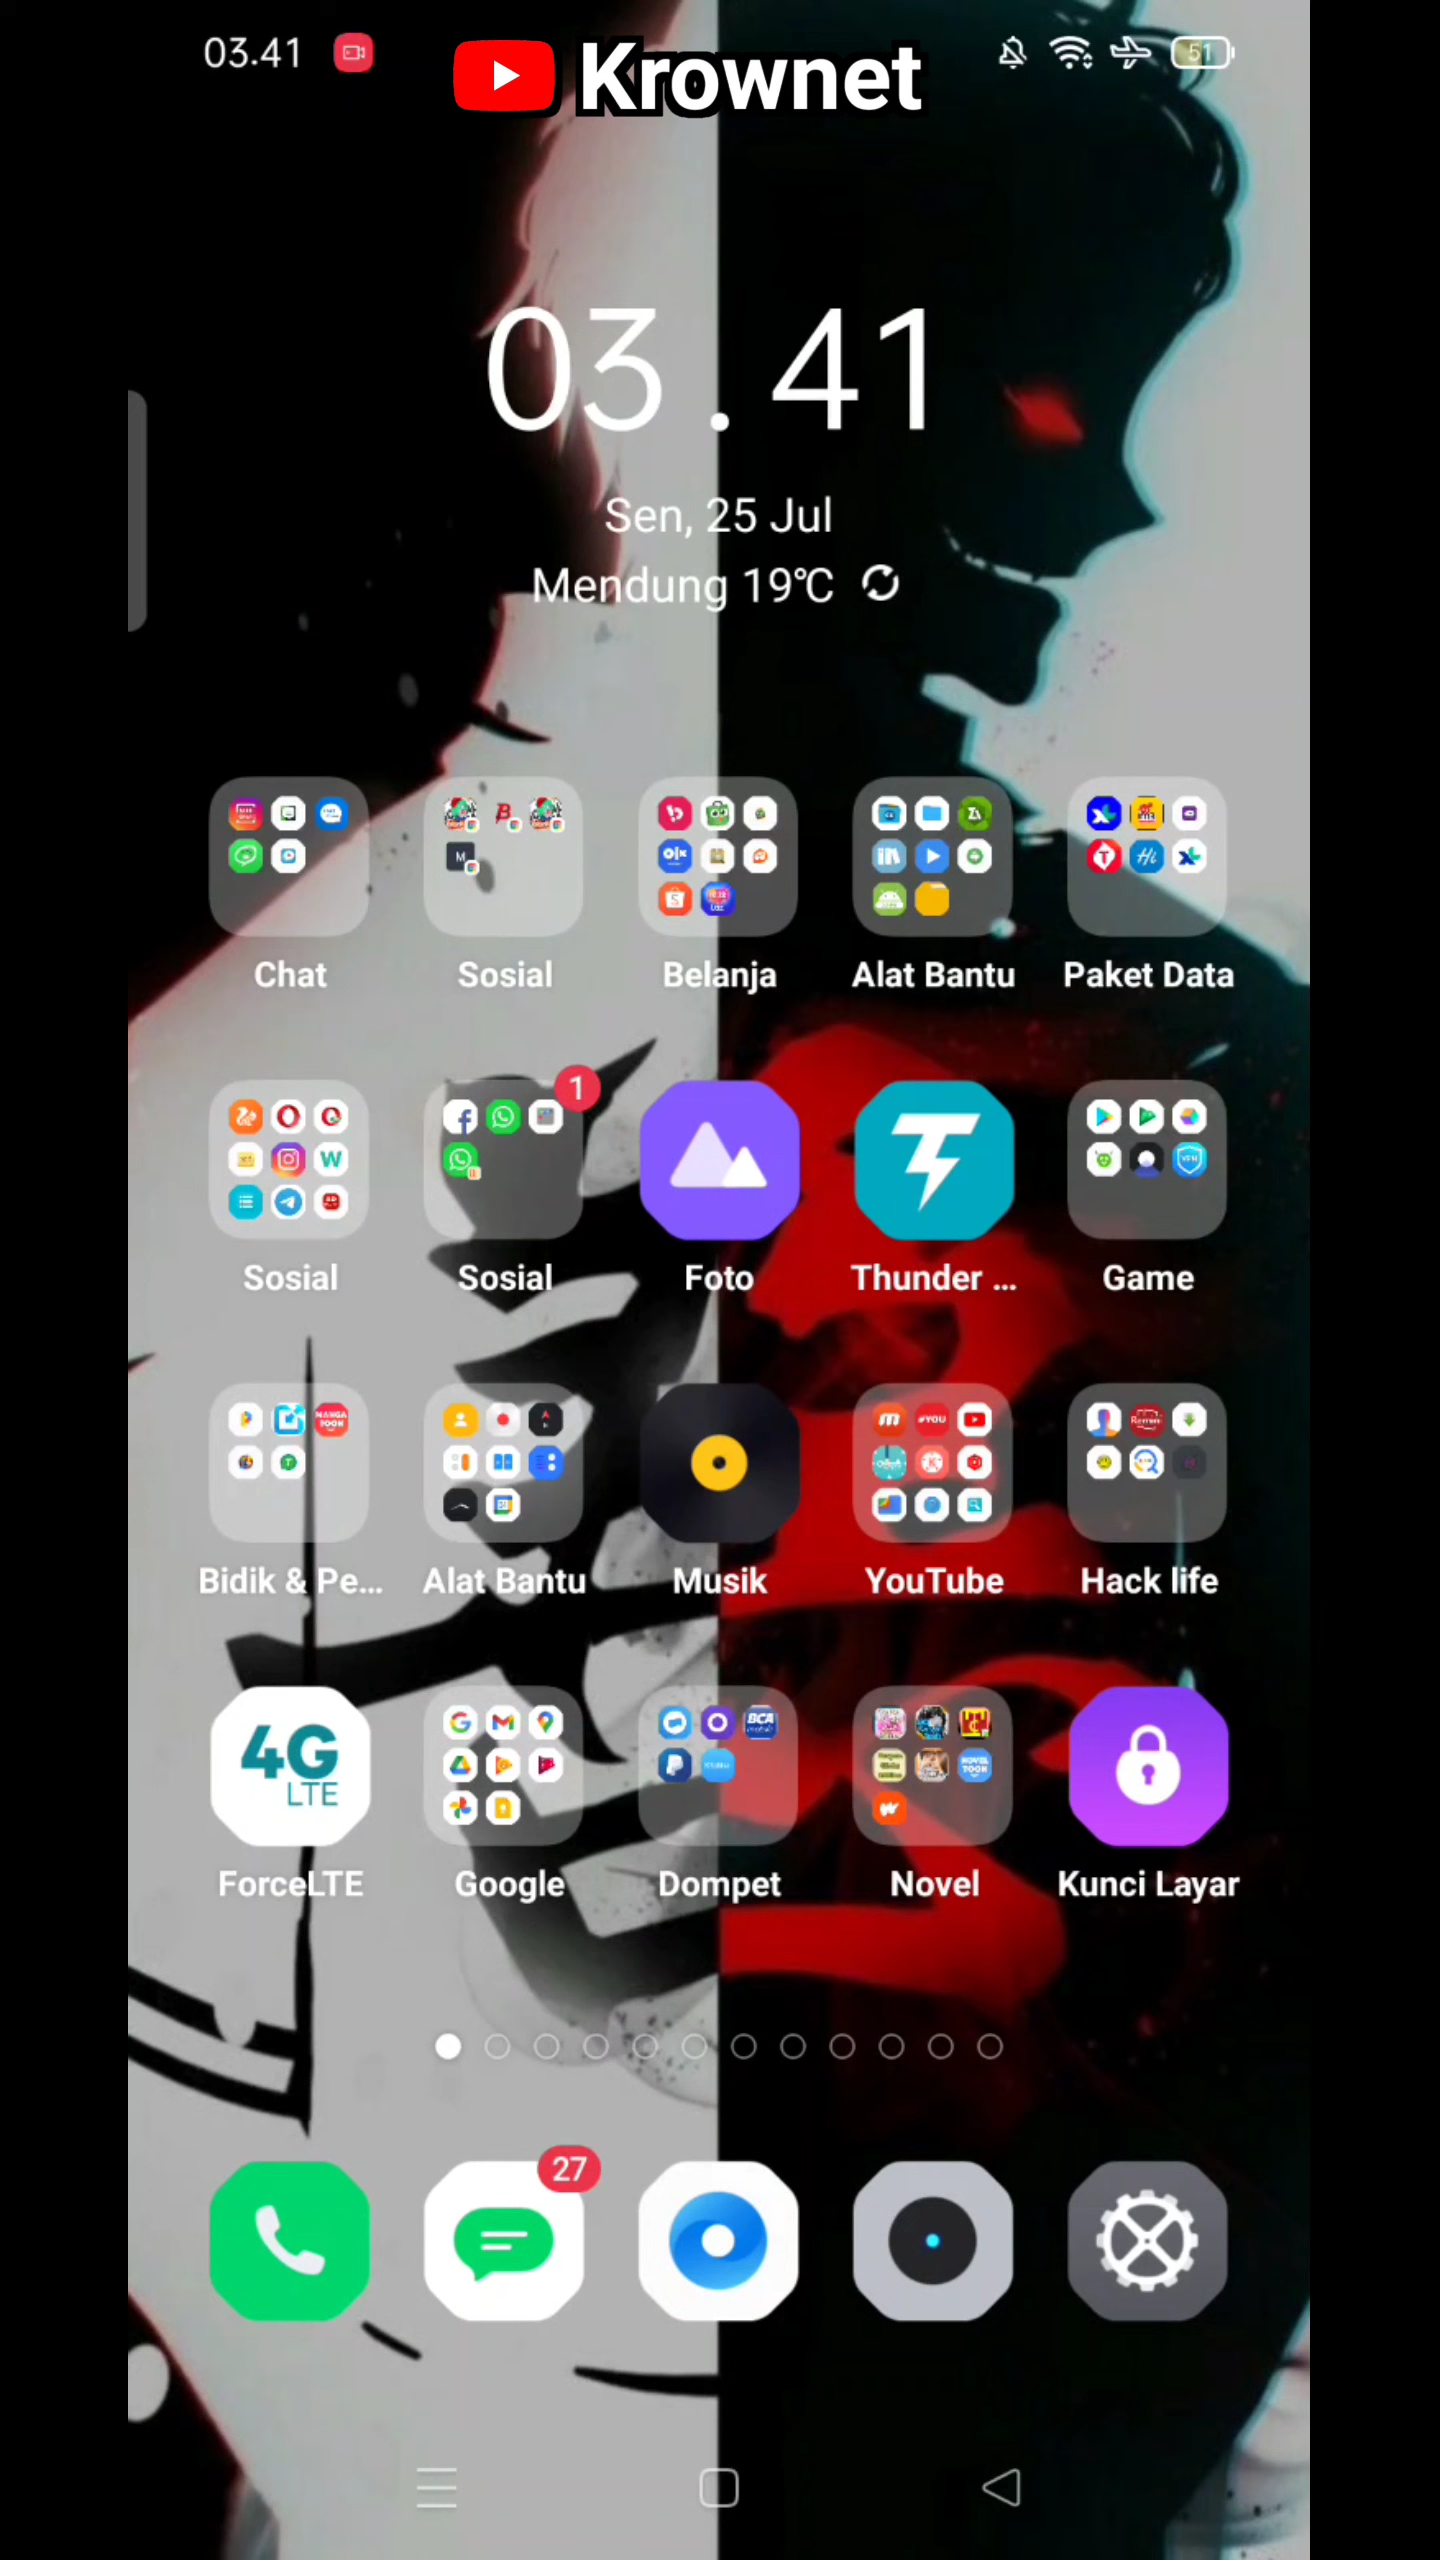 03.41
Krownet
51
03.41
Sen, 25 Jul
Mendung 19℃
Chat
Sosial
Belanja
Alat Bantu
Paket Data
1
Sosial
Sosial
Foto
Thunder ...
Game
Bidik & Pe...
Alat Bantu
Musik
YouTube
Hack life
4G
LTE
ForceLTE
Google
Dompet
Novel
Kunci Layar
27